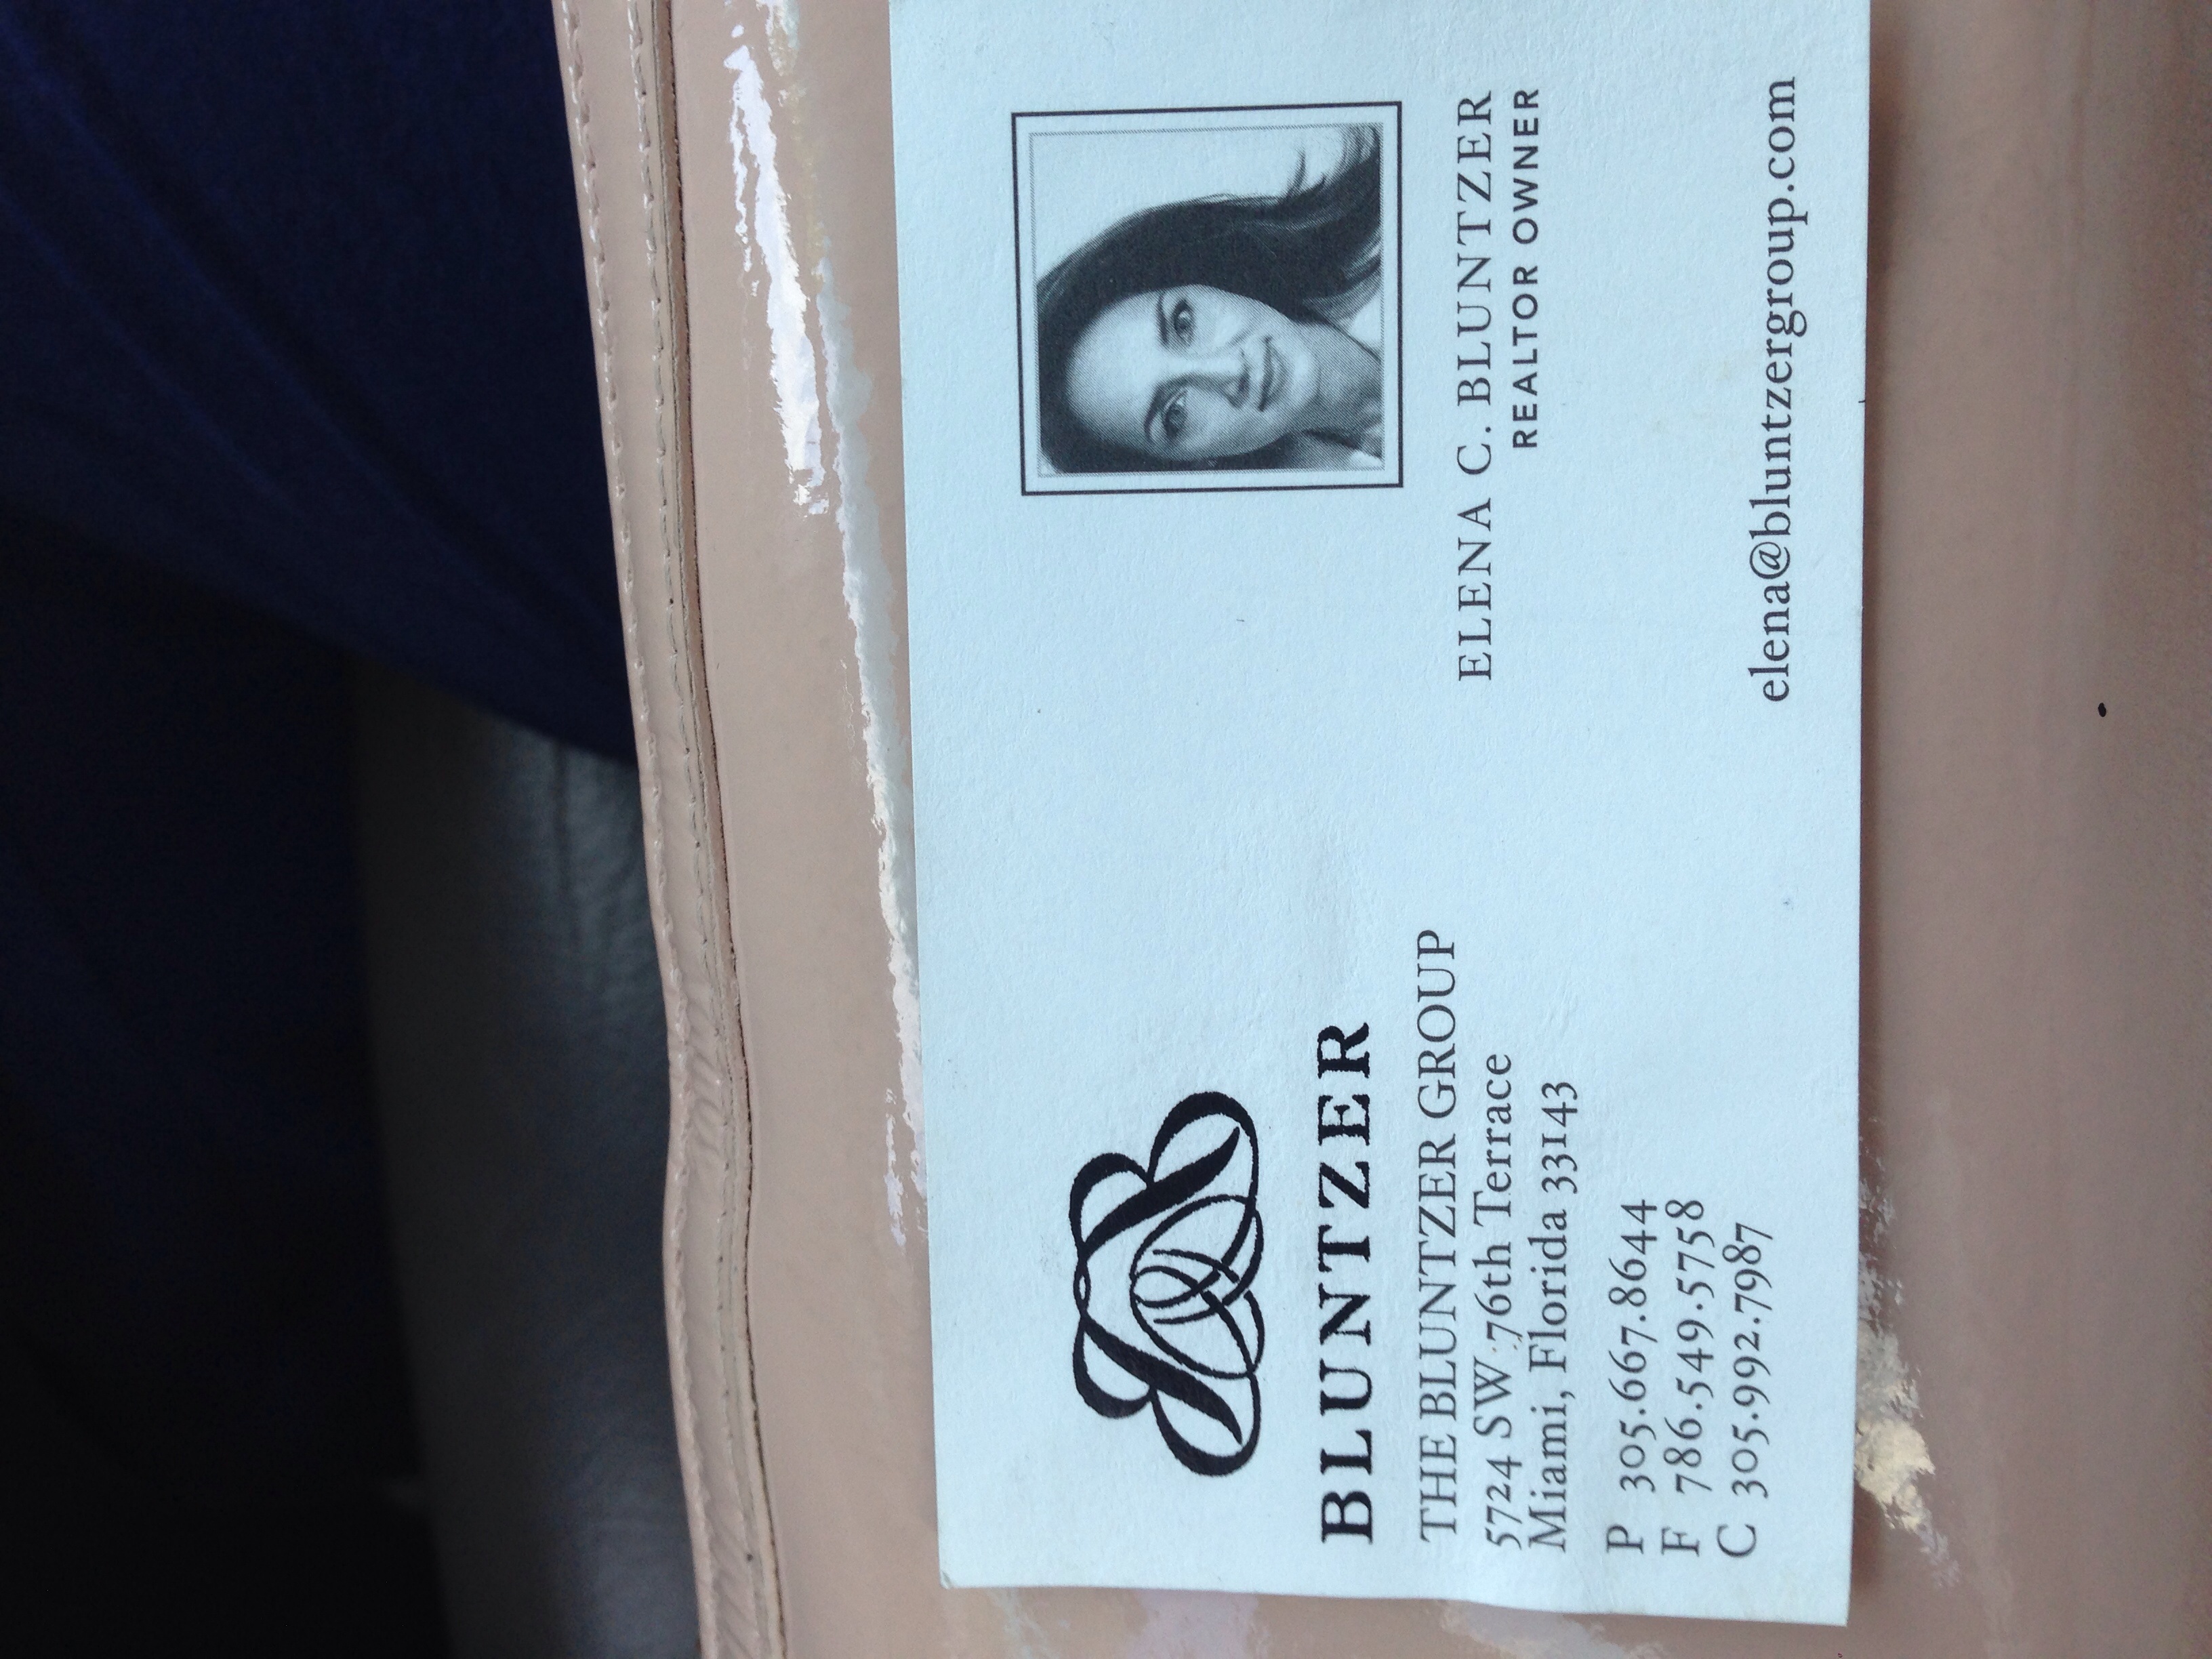 BLUNTZER
THE BLUNTZER GROUP
5724 SW 76th Terrace
Miami, Florida 33143
P 305.667.8644
F 786.549.5758
C 305.992.7987
ELENA C. BLUNTZER
REALTOR OWNER
elena@bluntzergroup.com